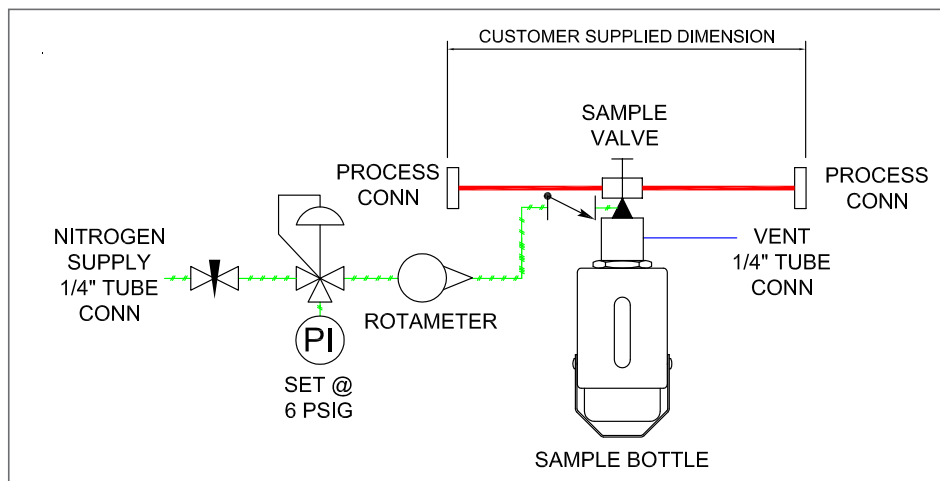 CUSTOMER SUPPLIED DIMENSION
SAMPLE
VALVE
PROCESS
CONN
PROCESS
CONN
NITROGEN
SUPPLY
1/4" TUBE
CONN
VENT
1/4" TUBE
CONN
ROTAMETER
PI
SET @
6 PSIG
SAMPLE BOTTLE